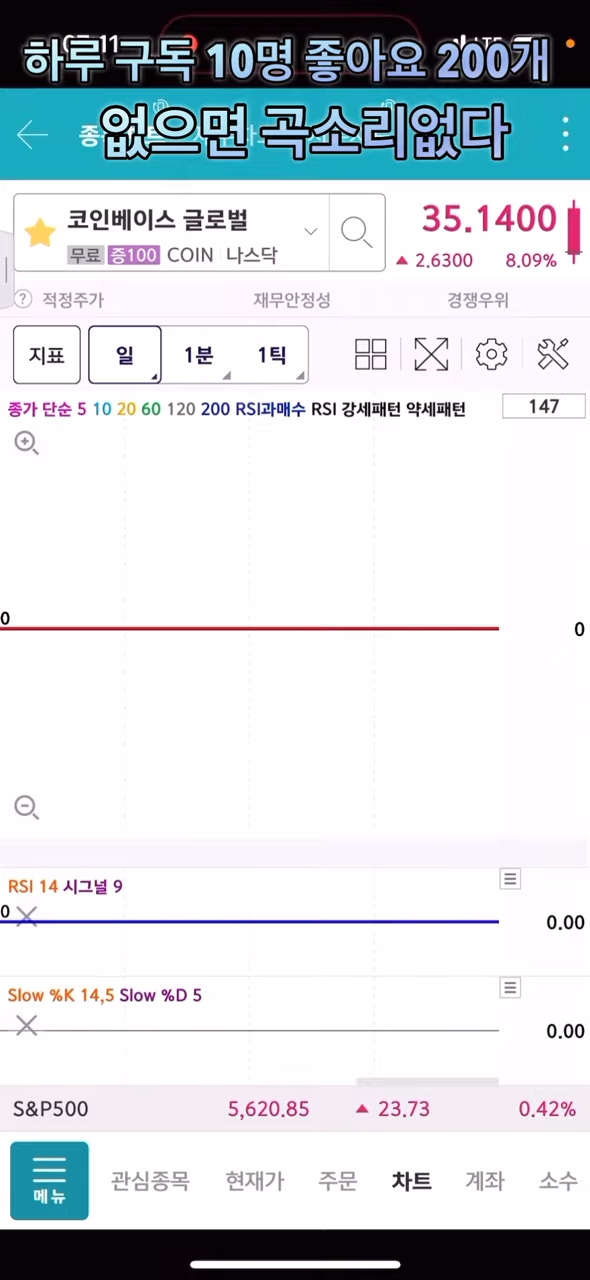 하루 구독 10명 좋아요 200개
없으면 곡소리없다
코인베이스 글로벌
무료 증100 COIN 나스닥
35.1400
▲ 2.6300 8.09%
? 적정주가 재무안정성 경쟁우위
지표 일 1분 1틱
종가 단순 5 10 20 60 120 200 RSI과매수 RSI 강세패턴 약세패턴 147
0
0
RSI 14 시그널 9
0
0.00
Slow %K 14,5 Slow %D 5
0.00
S&P500 5,620.85 ▲ 23.73 0.42%
메뉴 관심종목 현재가 주문 차트 계좌 소수